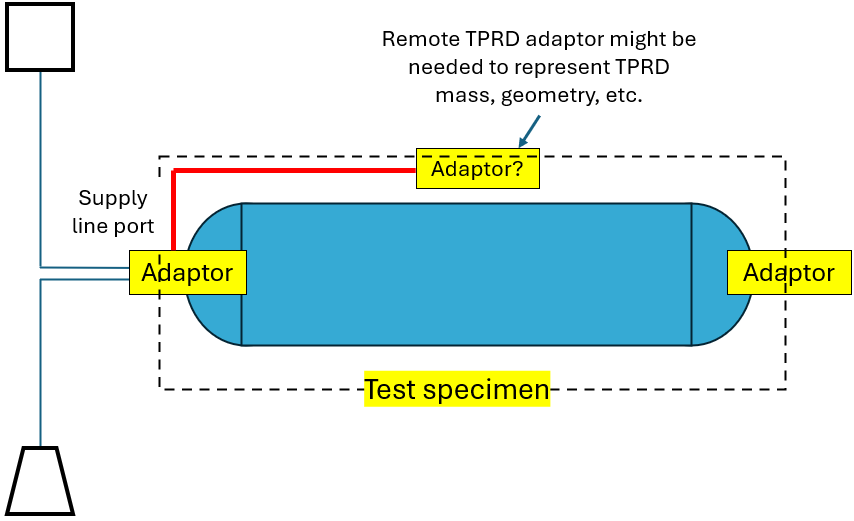 Remote TPRD adaptor might be
needed to represent TPRD
mass, geometry, etc.
Adaptor?
Supply
line port
Adaptor
Adaptor
Test specimen